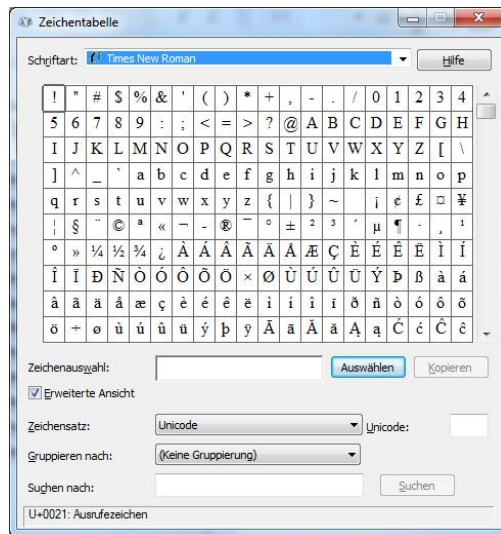 Zeichentabelle
Schriftart: Times New Roman Hilfe
! " # $ % & ' ( ) * + , - . / 0 1 2 3 4
5 6 7 8 9 : ; < = > ? @ A B C D E F G H
I J K L M N O P Q R S T U V W X Y Z [ \
] ^ _ ` a b c d e f g h i j k l m n o p
q r s t u v w x y z { | } ~ ¡ ¢ £ ¤ ¥
¦ § ¨ © ª « ¬ - ® ¯ ° ± ² ³ ´ µ ¶ · ¸ ¹
º » ¼ ½ ¾ ¿ À Á Â Ã Ä Å Æ Ç È É Ê Ë Ì Í
Î Ï Ð Ñ Ò Ó Ô Õ Ö × Ø Ù Ú Û Ü Ý Þ ß à á
â ã ä å æ ç è é ê ë ì í î ï ð ñ ò ó ô õ
ö ÷ ø ù ú û ü ý þ ÿ Ā ā Ă ă Ą ą Ć ć Ĉ ĉ
Zeichenauswahl: Auswählen Kopieren
Erweiterte Ansicht
Zeichensatz: Unicode Unicode:
Gruppieren nach: (Keine Gruppierung)
Suchen nach: Suchen
U+0021: Ausrufezeichen